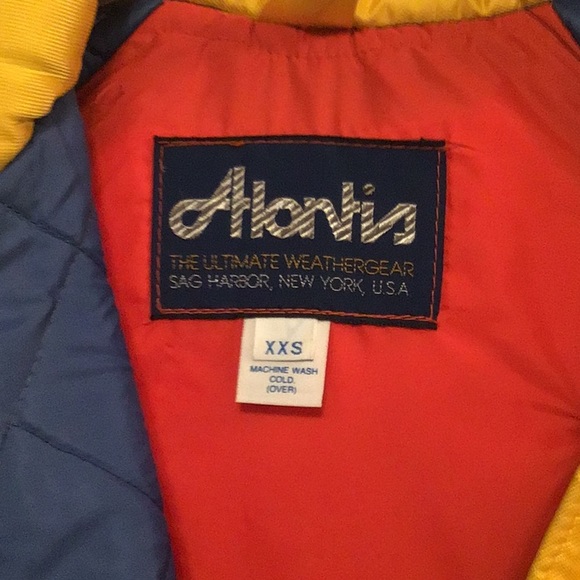 Atlantis
THE ULTIMATE WEATHERGEAR
SAG HARBOR, NEW YORK, U.S.A
XXS
MACHINE WASH
COLD.
(OVER)